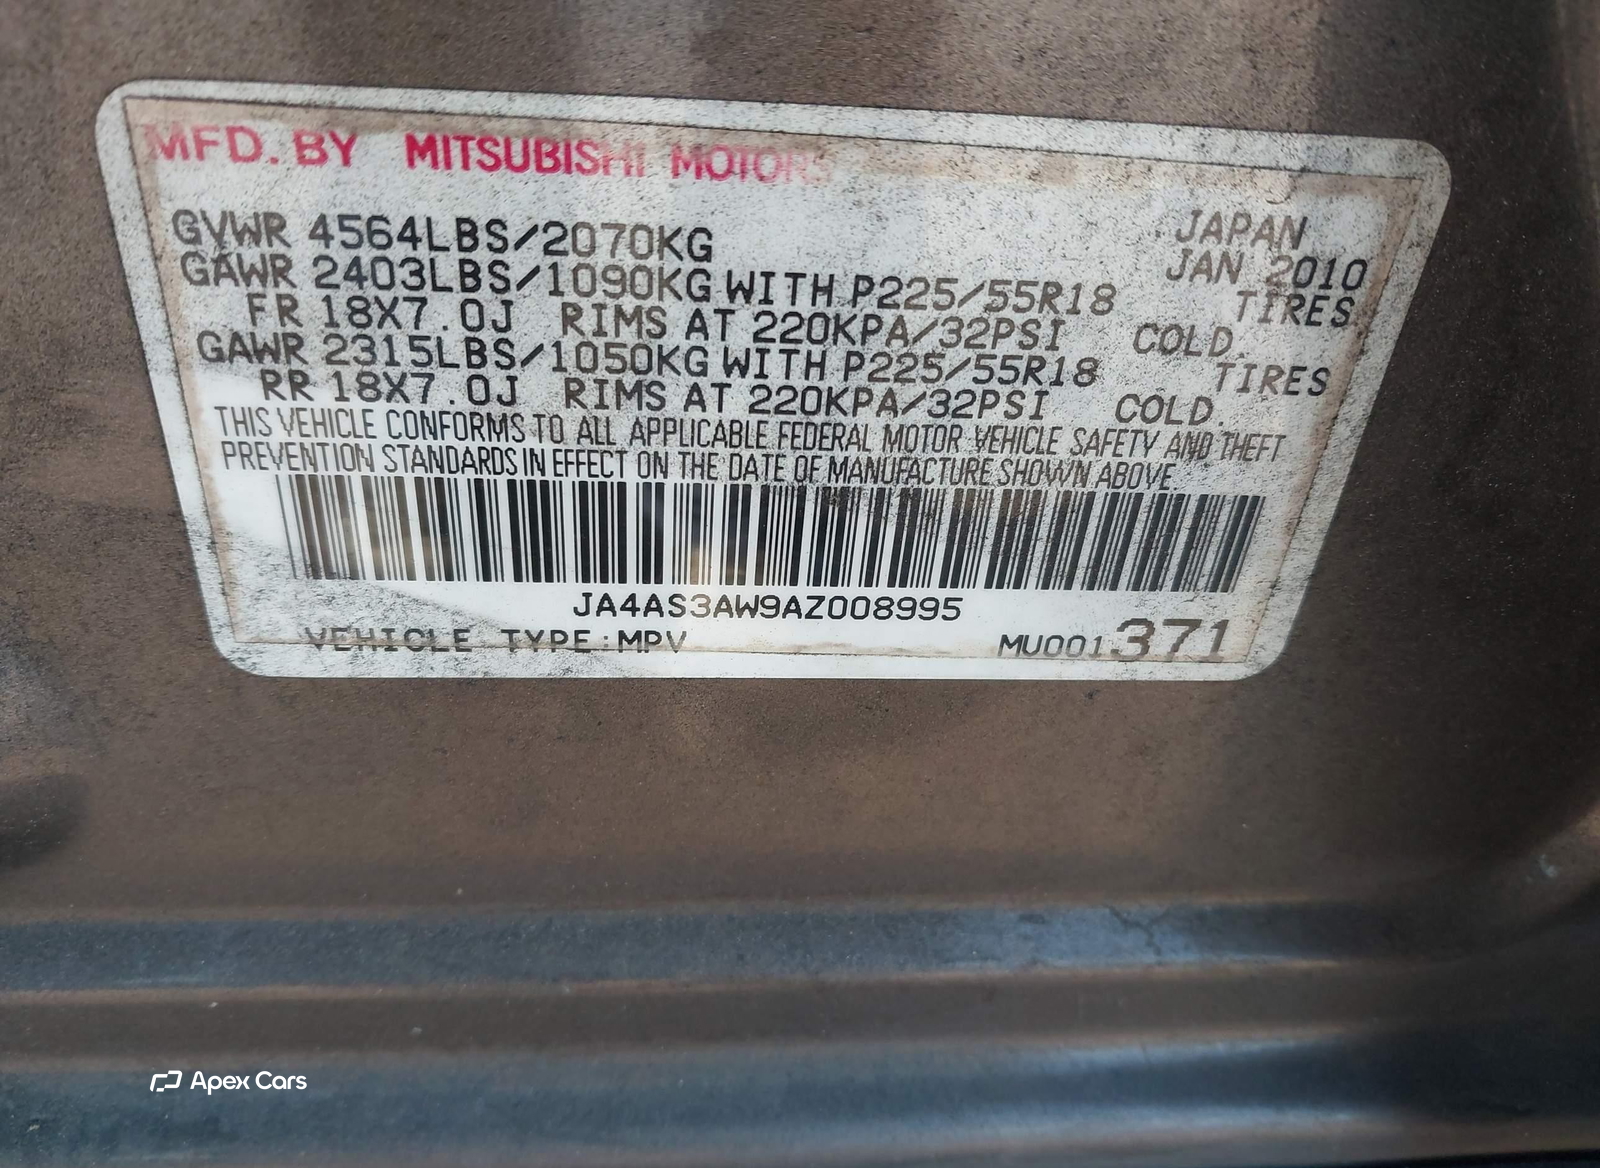 MFD. BY MITSUBISHI MOTORS
JAPAN
GVWR 4564LBS/2070KG JAN 2010
GAWR 2403LBS/1090KG WITH P225/55R18 TIRES
FR 18X7.0J RIMS AT 220KPA/32PSI COLD.
GAWR 2315LBS/1050KG WITH P225/55R18 TIRES
RR 18X7.0J RIMS AT 220KPA/32PSI COLD.
THIS VEHICLE CONFORMS TO ALL APPLICABLE FEDERAL MOTOR VEHICLE SAFETY AND THEFT
PREVENTION STANDARDS IN EFFECT ON THE DATE OF MANUFACTURE SHOWN ABOVE.
JA4AS3AW9AZ008995
VEHICLE TYPE:MPV MU001371
Apex Cars